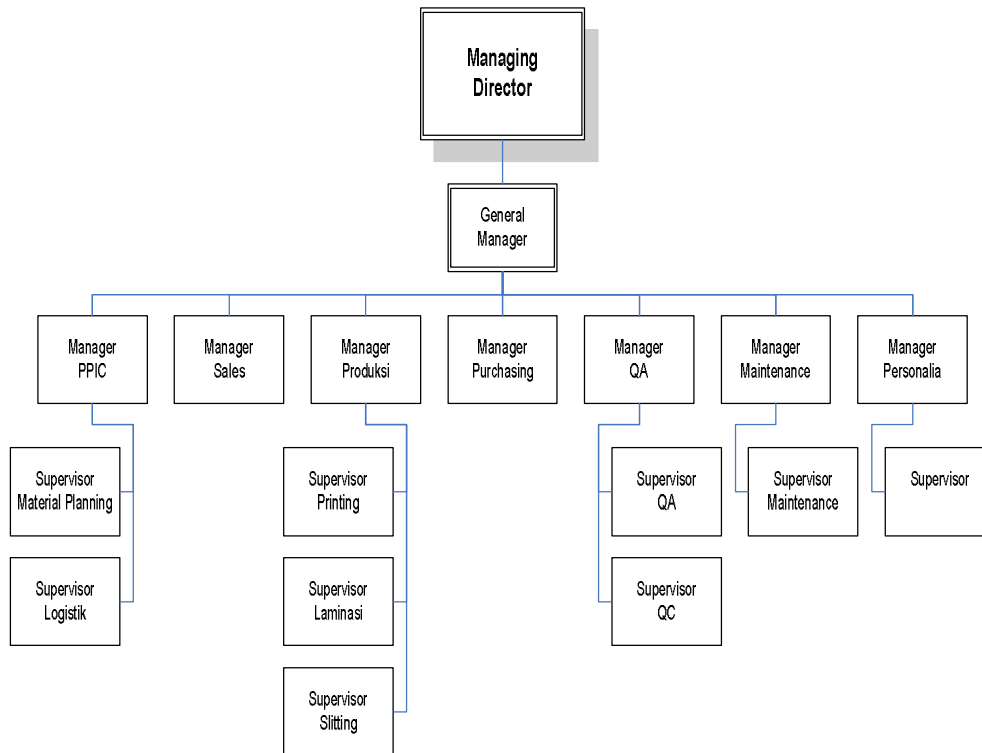 Managing
Director
General
Manager
Manager
PPIC
Manager
Sales
Manager
Produksi
Manager
Purchasing
Manager
QA
Manager
Maintenance
Manager
Personalia
Supervisor
Material Planning
Supervisor
Printing
Supervisor
QA
Supervisor
Maintenance
Supervisor
Supervisor
Logistik
Supervisor
Laminasi
Supervisor
QC
Supervisor
Slitting